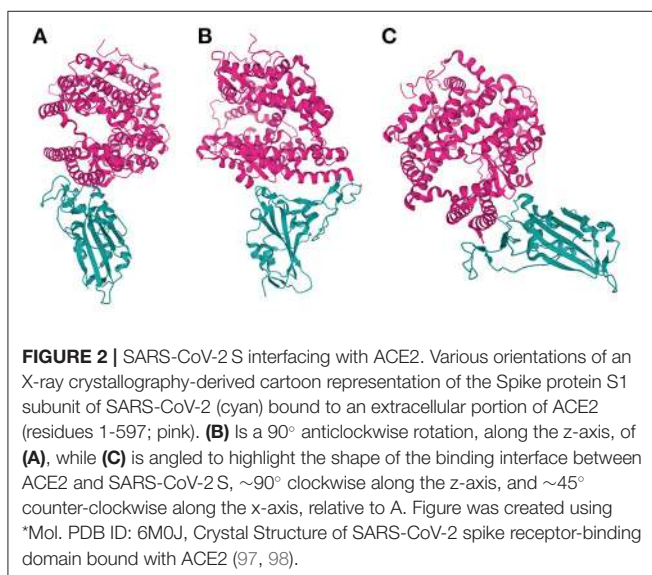 A B C
FIGURE 2 | SARS-CoV-2 S interfacing with ACE2. Various orientations of an
X-ray crystallography-derived cartoon representation of the Spike protein S1
subunit of SARS-CoV-2 (cyan) bound to an extracellular portion of ACE2
(residues 1-597; pink). (B) Is a 90° anticlockwise rotation, along the z-axis, of
(A), while (C) is angled to highlight the shape of the binding interface between
ACE2 and SARS-CoV-2 S, ~90° clockwise along the z-axis, and ~45°
counter-clockwise along the x-axis, relative to A. Figure was created using
*Mol. PDB ID: 6M0J, Crystal Structure of SARS-CoV-2 spike receptor-binding
domain bound with ACE2 (97, 98).